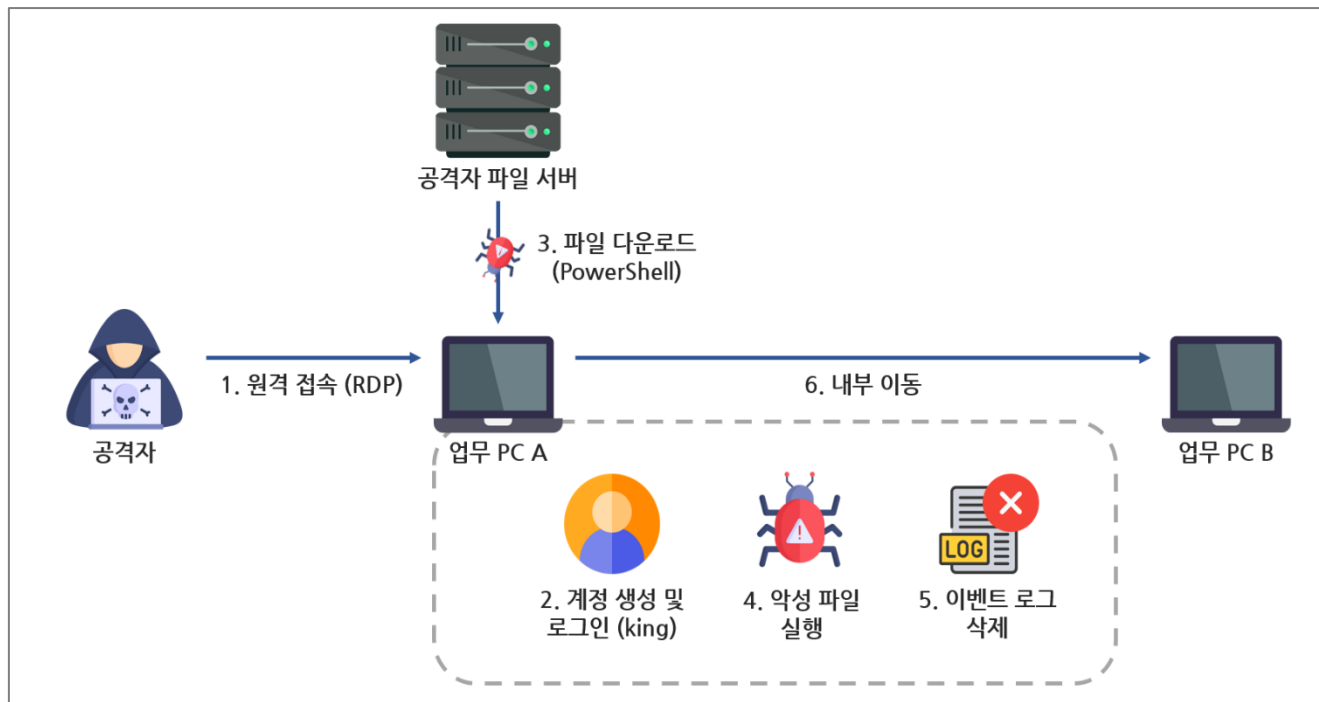 공격자 파일 서버
3. 파일 다운로드
(PowerShell)
1. 원격 접속 (RDP)
6. 내부 이동
공격자
업무 PC A
업무 PC B
LOG
2. 계정 생성 및
로그인 (king)
4. 악성 파일
실행
5. 이벤트 로그
삭제